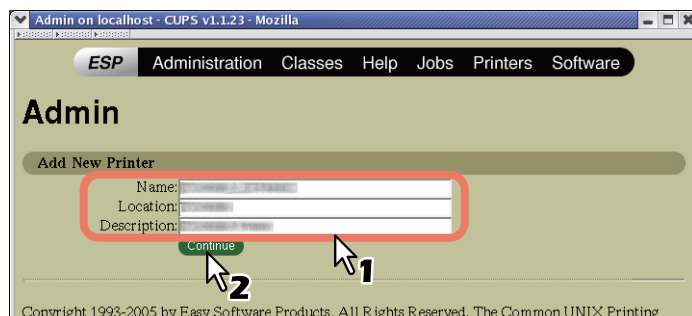 Admin on localhost - CUPS v1.1.23 - Mozilla
ESP Administration Classes Help Jobs Printers Software
Admin
Add New Printer
Name:
Location:
Description:
Continue
1
2
Copyright 1993-2005 by Easy Software Products, All Rights Reserved. The Common UNIX Printing